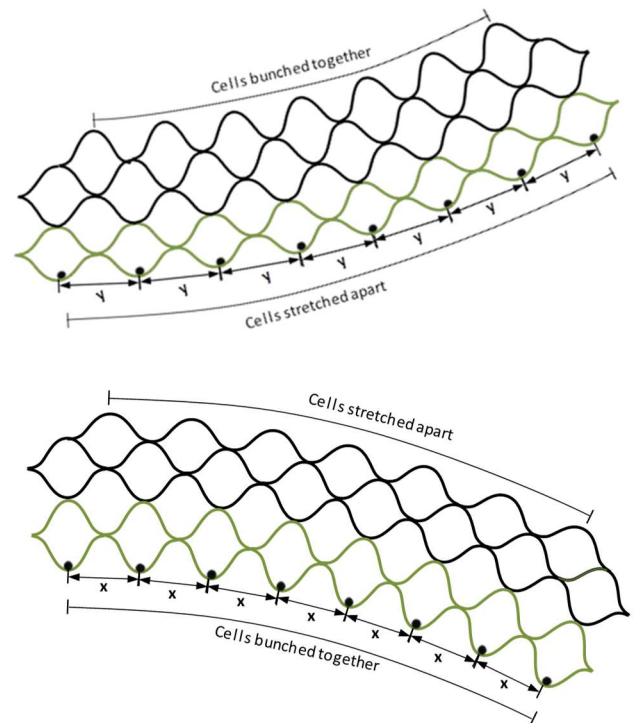 Cells bunched together
y
y
y
y
y
y
y
Cells stretched apart
Cells stretched apart
x
x
x
x
x
x
x
Cells bunched together